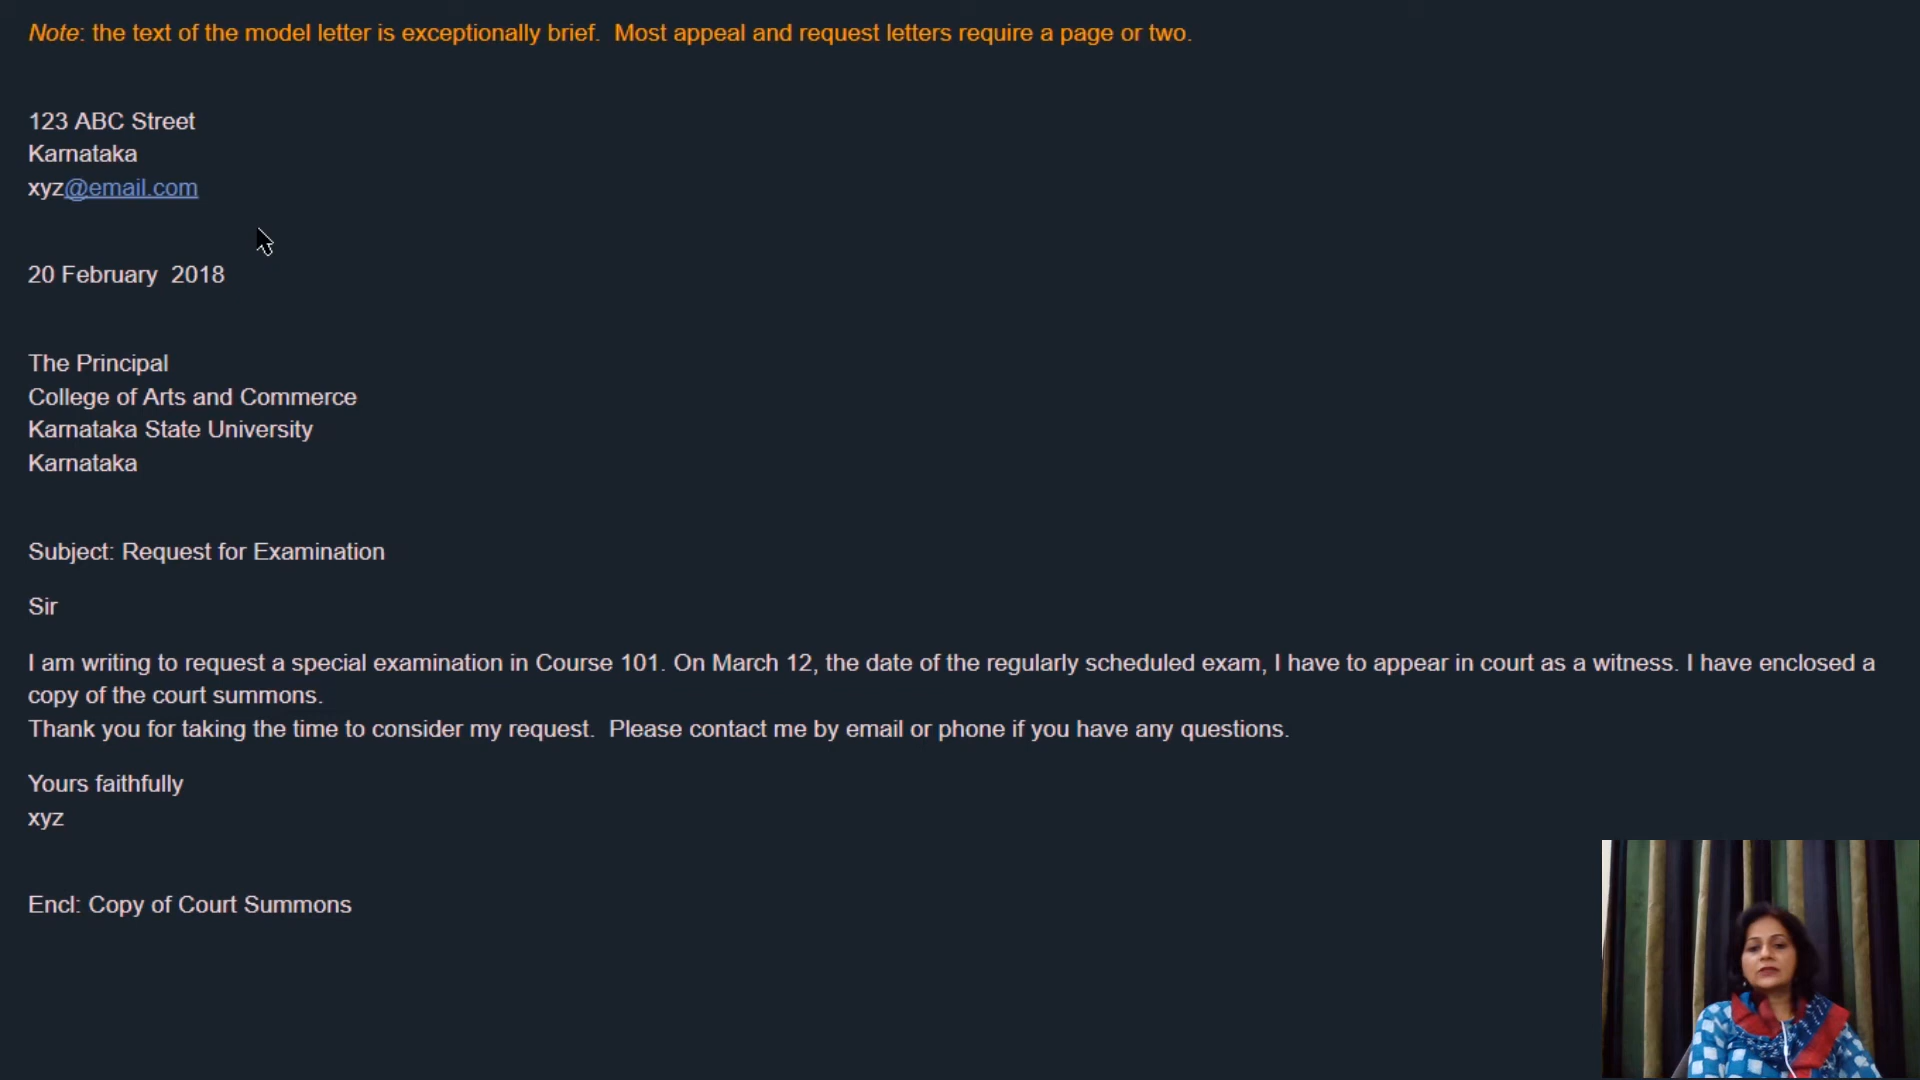 Note: the text of the model letter is exceptionally brief.  Most appeal and request letters require a page or two.
123 ABC Street
Karnataka
xyz@email.com
20 February  2018
The Principal
College of Arts and Commerce
Karnataka State University
Karnataka
Subject: Request for Examination
Sir
I am writing to request a special examination in Course 101. On March 12, the date of the regularly scheduled exam, I have to appear in court as a witness. I have enclosed a
copy of the court summons.
Thank you for taking the time to consider my request.  Please contact me by email or phone if you have any questions.
Yours faithfully
xyz
Encl: Copy of Court Summons